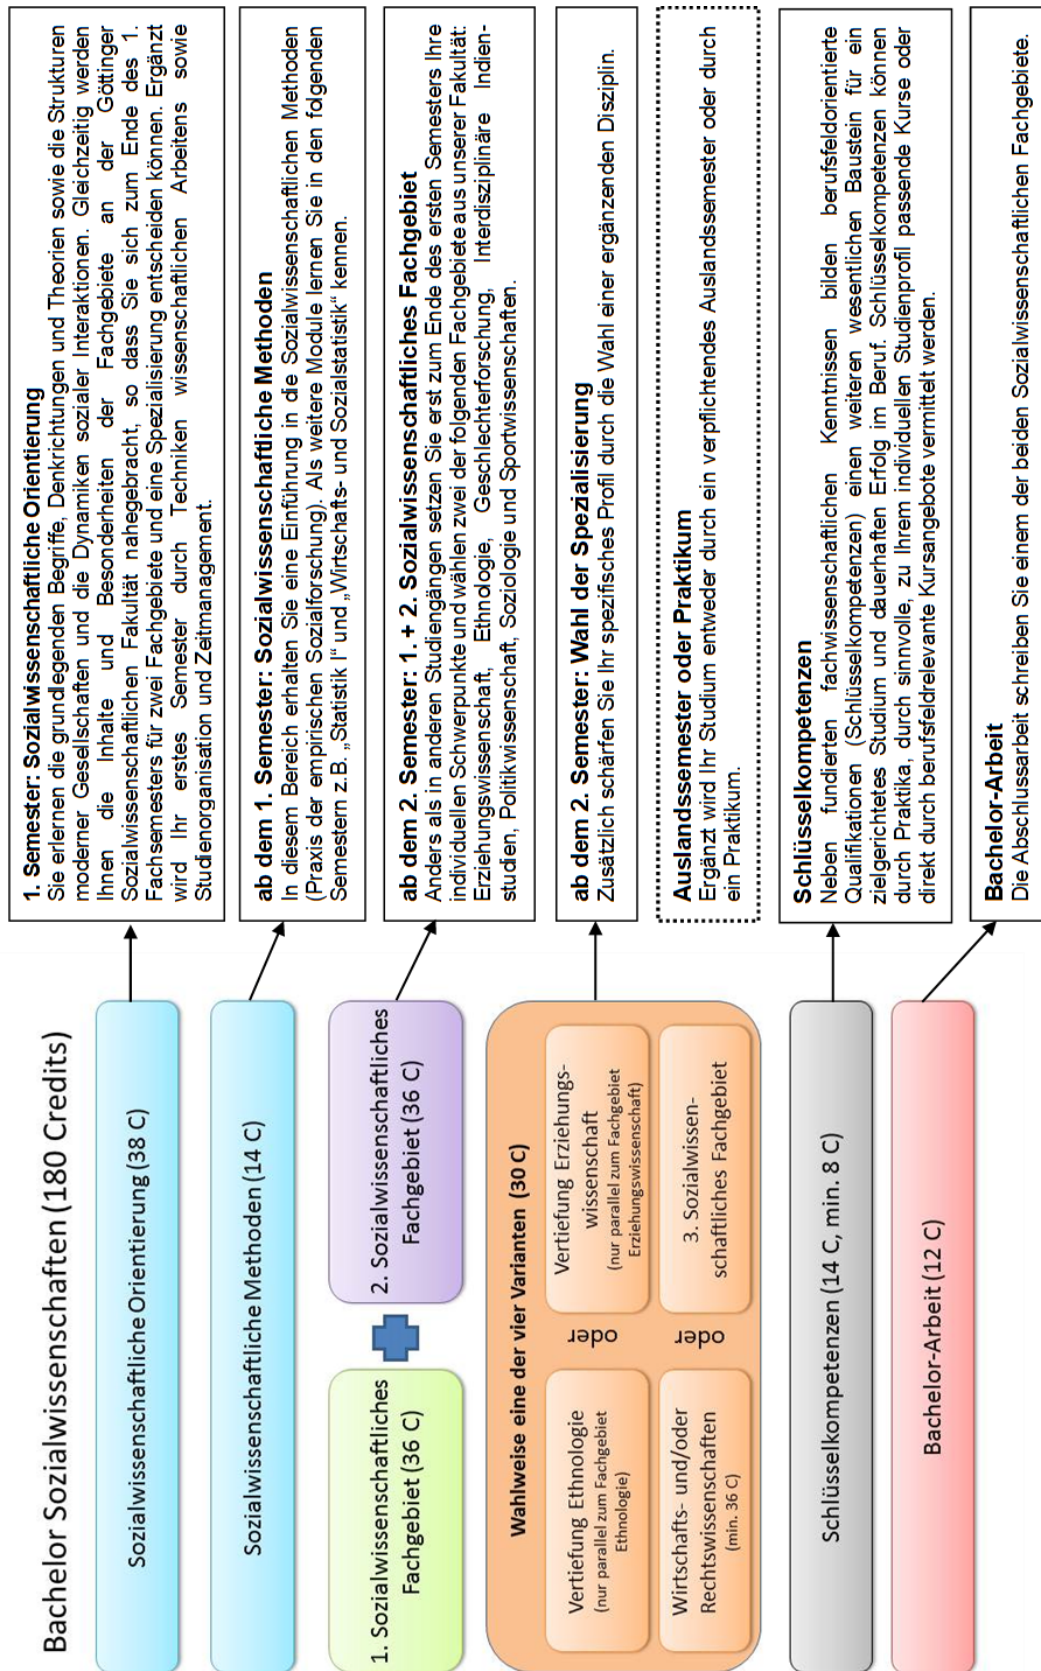 Bachelor Sozialwissenschaften (180 Credits)
Sozialwissenschaftliche Orientierung (38 C)
1. Semester: Sozialwissenschaftliche Orientierung
Sie erlernen die grundlegenden Begriffe, Denkrichtungen und Theorien sowie die Strukturen
moderner Gesellschaften und die Dynamiken sozialer Interaktionen. Gleichzeitig werden
Ihnen die Inhalte und Besonderheiten der Fachgebiete an der Göttinger
Sozialwissenschaftlichen Fakultät nahegebracht, so dass Sie sich zum Ende des 1.
Fachsemesters für zwei Fachgebiete und eine Spezialisierung entscheiden können. Ergänzt
wird Ihr erstes Semester durch Techniken wissenschaftlichen Arbeitens sowie
Studienorganisation und Zeitmanagement.
Sozialwissenschaftliche Methoden (14 C)
ab dem 1. Semester: Sozialwissenschaftliche Methoden
In diesem Bereich erhalten Sie eine Einführung in die Sozialwissenschaftlichen Methoden
(Praxis der empirischen Sozialforschung). Als weitere Module lernen Sie in den folgenden
Semestern z.B. „Statistik I“ und „Wirtschafts- und Sozialstatistik“ kennen.
1. Sozialwissenschaftliches
Fachgebiet (36 C)
2. Sozialwissenschaftliches
Fachgebiet (36 C)
ab dem 2. Semester: 1. + 2. Sozialwissenschaftliches Fachgebiet
Anders als in anderen Studiengängen setzen Sie erst zum Ende des ersten Semesters Ihre
individuellen Schwerpunkte und wählen zwei der folgenden Fachgebiete aus unserer Fakultät:
Erziehungswissenschaft, Ethnologie, Geschlechterforschung, Interdisziplinäre Indien-
studien, Politikwissenschaft, Soziologie und Sportwissenschaften.
Wahlweise eine der vier Varianten (30 C)
Vertiefung Ethnologie
(nur parallel zum Fachgebiet
Ethnologie)
oder
Vertiefung Erziehungs-
wissenschaft
(nur parallel zum Fachgebiet
Erziehungswissenschaft)
Wirtschafts- und/oder
Rechtswissenschaften
(min. 36 C)
oder
3. Sozialwissen-
schaftliches Fachgebiet
ab dem 2. Semester: Wahl der Spezialisierung
Zusätzlich schärfen Sie Ihr spezifisches Profil durch die Wahl einer ergänzenden Disziplin.
Auslandssemester oder Praktikum
Ergänzt wird Ihr Studium entweder durch ein verpflichtendes Auslandssemester oder durch
ein Praktikum.
Schlüsselkompetenzen (14 C, min. 8 C)
Schlüsselkompetenzen
Neben fundierten fachwissenschaftlichen Kenntnissen bilden berufsfeldorientierte
Qualifikationen (Schlüsselkompetenzen) einen weiteren wesentlichen Baustein für ein
zielgerichtetes Studium und dauerhaften Erfolg im Beruf. Schlüsselkompetenzen können
durch Praktika, durch sinnvolle, zu Ihrem individuellen Studienprofil passende Kurse oder
direkt durch berufsfeldrelevante Kursangebote vermittelt werden.
Bachelor-Arbeit (12 C)
Bachelor-Arbeit
Die Abschlussarbeit schreiben Sie einem der beiden Sozialwissenschaftlichen Fachgebiete.